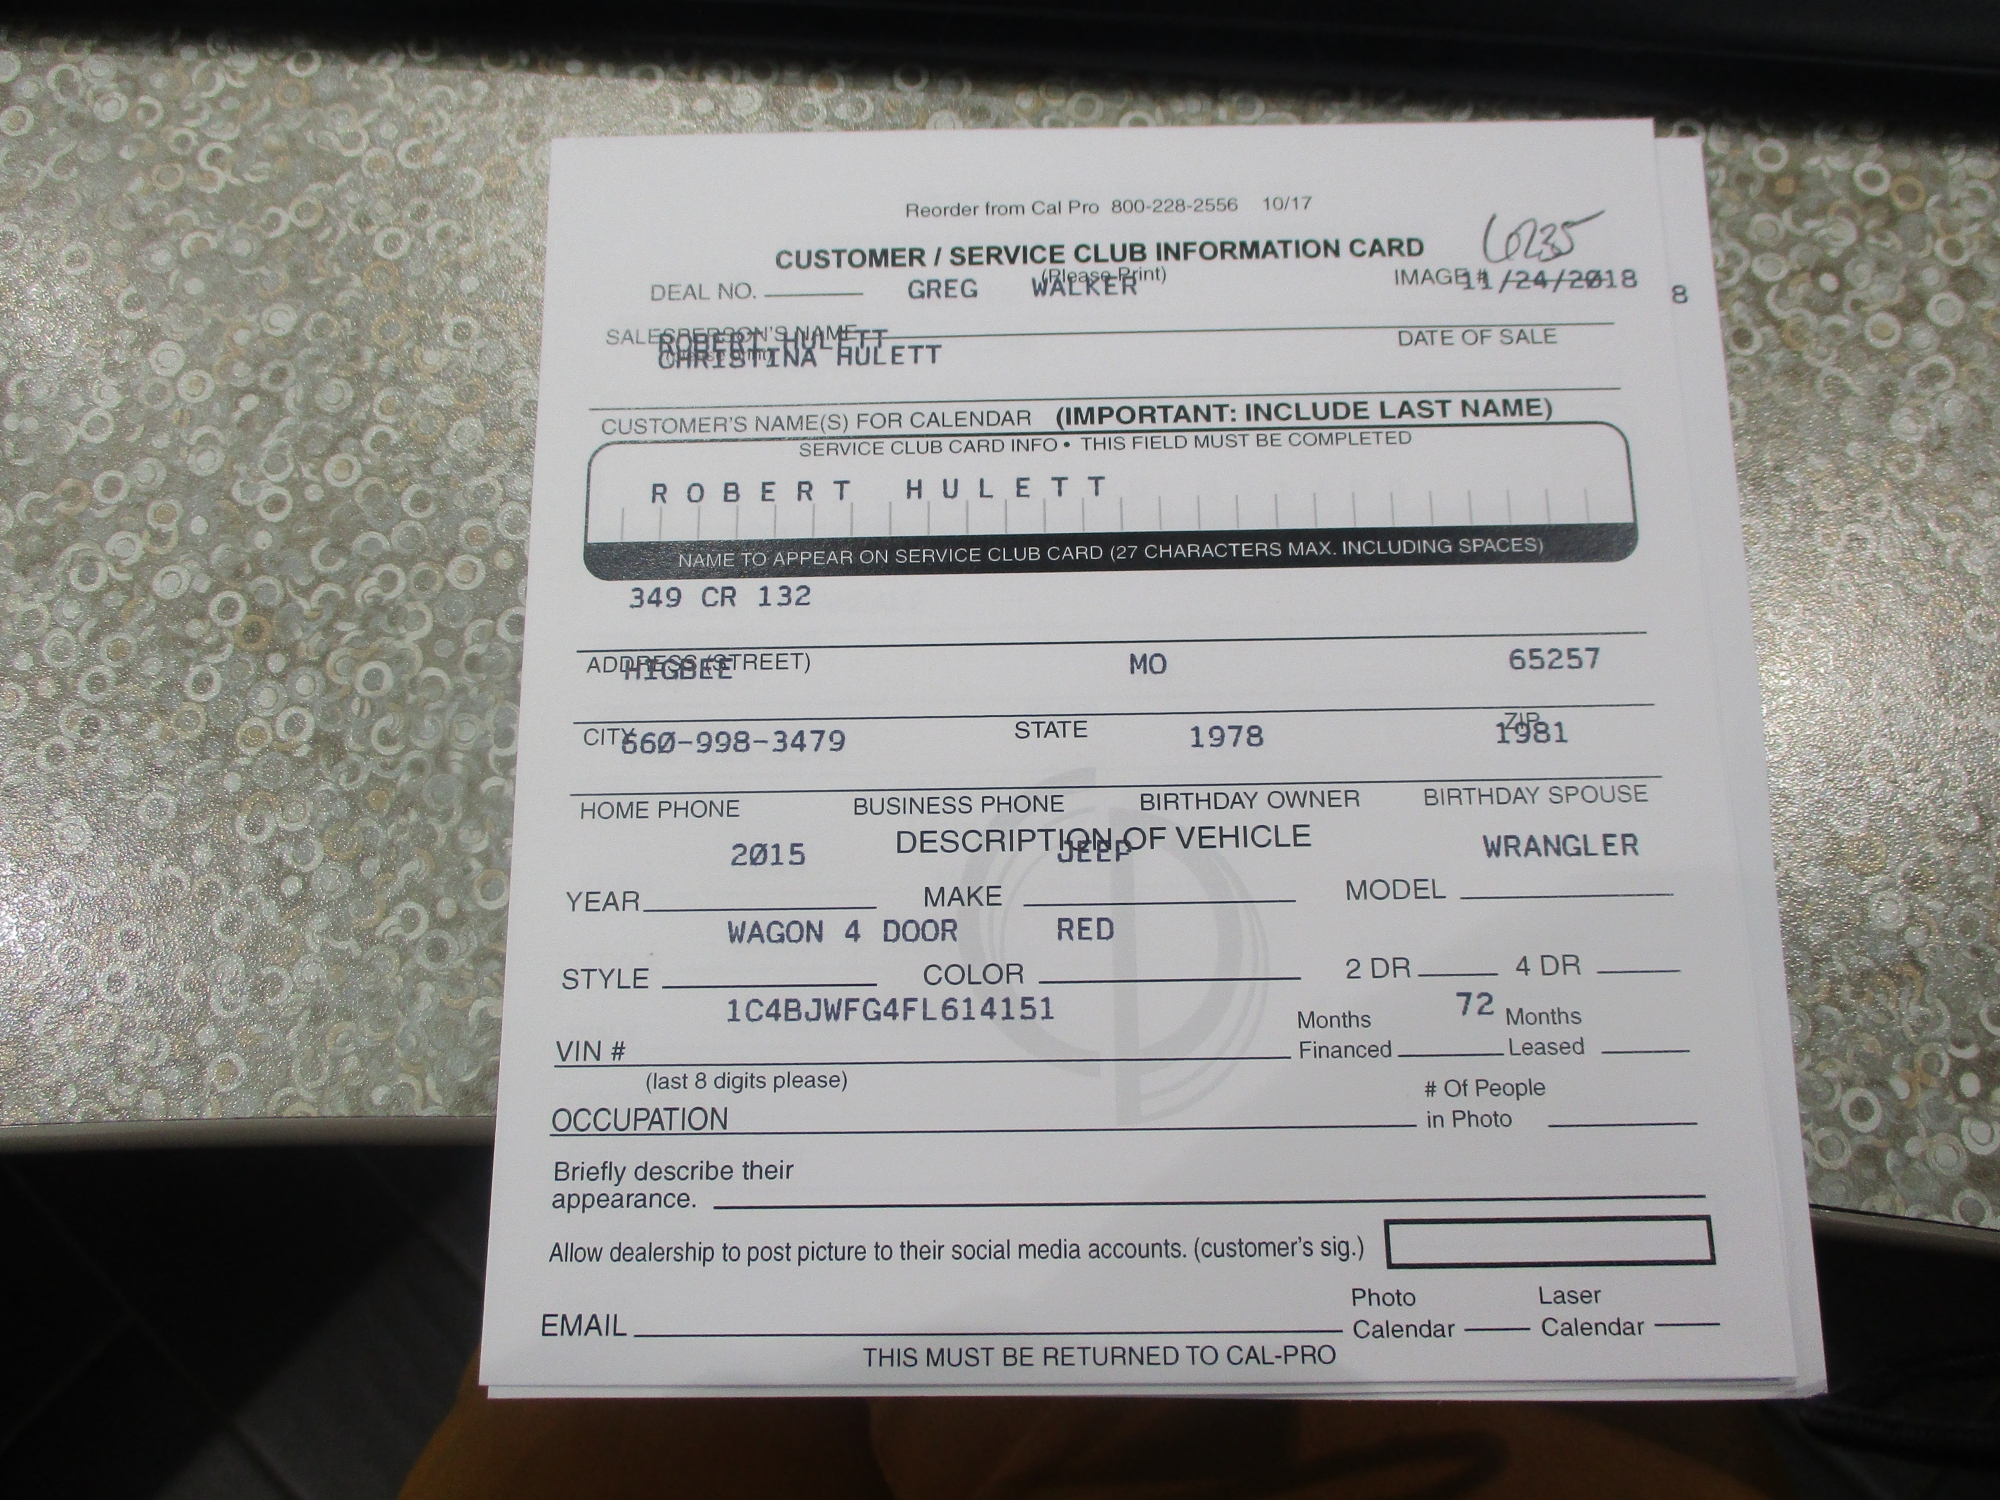 Reorder from Cal Pro 800-228-2556 10/17
6235
CUSTOMER / SERVICE CLUB INFORMATION CARD
(Please Print)
DEAL NO. GREG WALKER IMAGE # 11/24/2018
8
SALESPERSON'S NAME DATE OF SALE
ROBERT HULETT
CHRISTINA HULETT
CUSTOMER'S NAME(S) FOR CALENDAR (IMPORTANT: INCLUDE LAST NAME)
SERVICE CLUB CARD INFO • THIS FIELD MUST BE COMPLETED
ROBERT HULETT
NAME TO APPEAR ON SERVICE CLUB CARD (27 CHARACTERS MAX. INCLUDING SPACES)
349 CR 132
ADDRESS (STREET)
HIGBEE MO 65257
CITY STATE ZIP
660-998-3479 1978 1981
HOME PHONE BUSINESS PHONE BIRTHDAY OWNER BIRTHDAY SPOUSE
DESCRIPTION OF VEHICLE
2015 JEEP WRANGLER
YEAR MAKE MODEL
WAGON 4 DOOR RED
STYLE COLOR 2 DR 4 DR
1C4BJWFG4FL614151 72
VIN # Months Financed Months Leased
(last 8 digits please)
OCCUPATION # Of People in Photo
Briefly describe their
appearance.
Allow dealership to post picture to their social media accounts. (customer's sig.)
EMAIL Photo Calendar Laser Calendar
THIS MUST BE RETURNED TO CAL-PRO